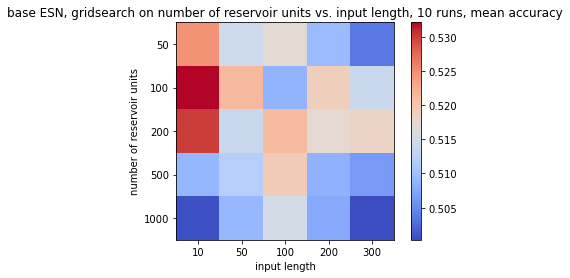 base ESN, gridsearch on number of reservoir units vs. input length, 10 runs, mean accuracy
number of reservoir units
50
100
200
500
1000
10 50 100 200 300
input length
0.530
0.525
0.520
0.515
0.510
0.505